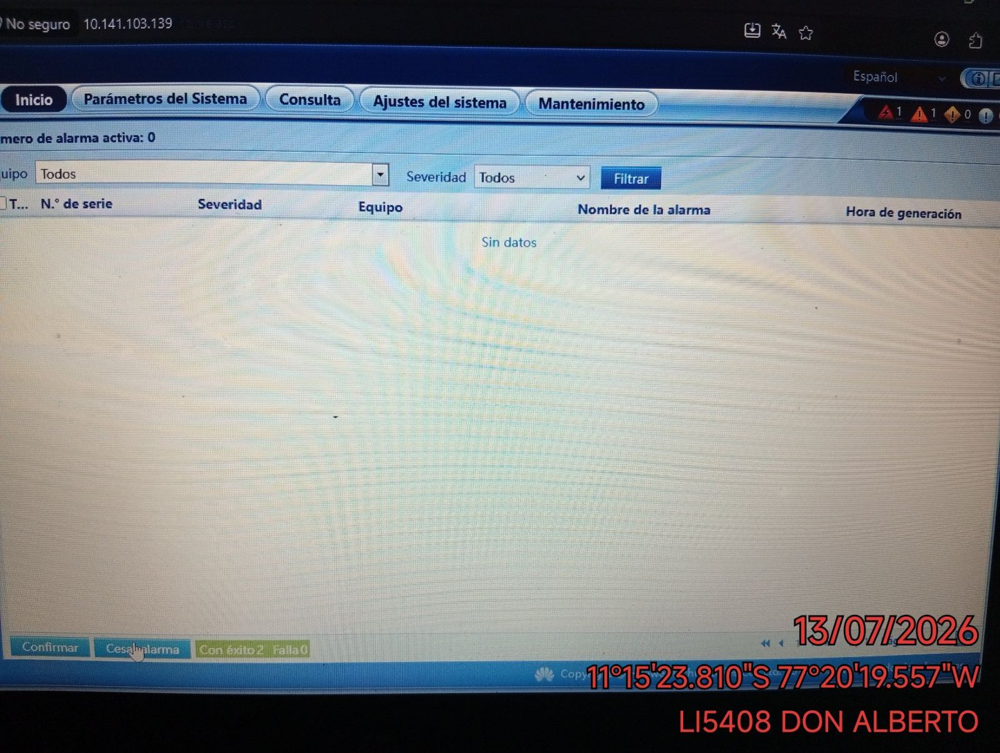 No seguro 10.141.103.139
Español
Inicio Parámetros del Sistema Consulta Ajustes del sistema Mantenimiento
1 1 0
mero de alarma activa: 0
uipo Todos Severidad Todos Filtrar
T... N.° de serie Severidad Equipo Nombre de la alarma Hora de generación
Sin datos
Confirmar Cesar alarma Con éxito 2 Falla 0
13/07/2026
11°15'23.810"S 77°20'19.557"W
LI5408 DON ALBERTO